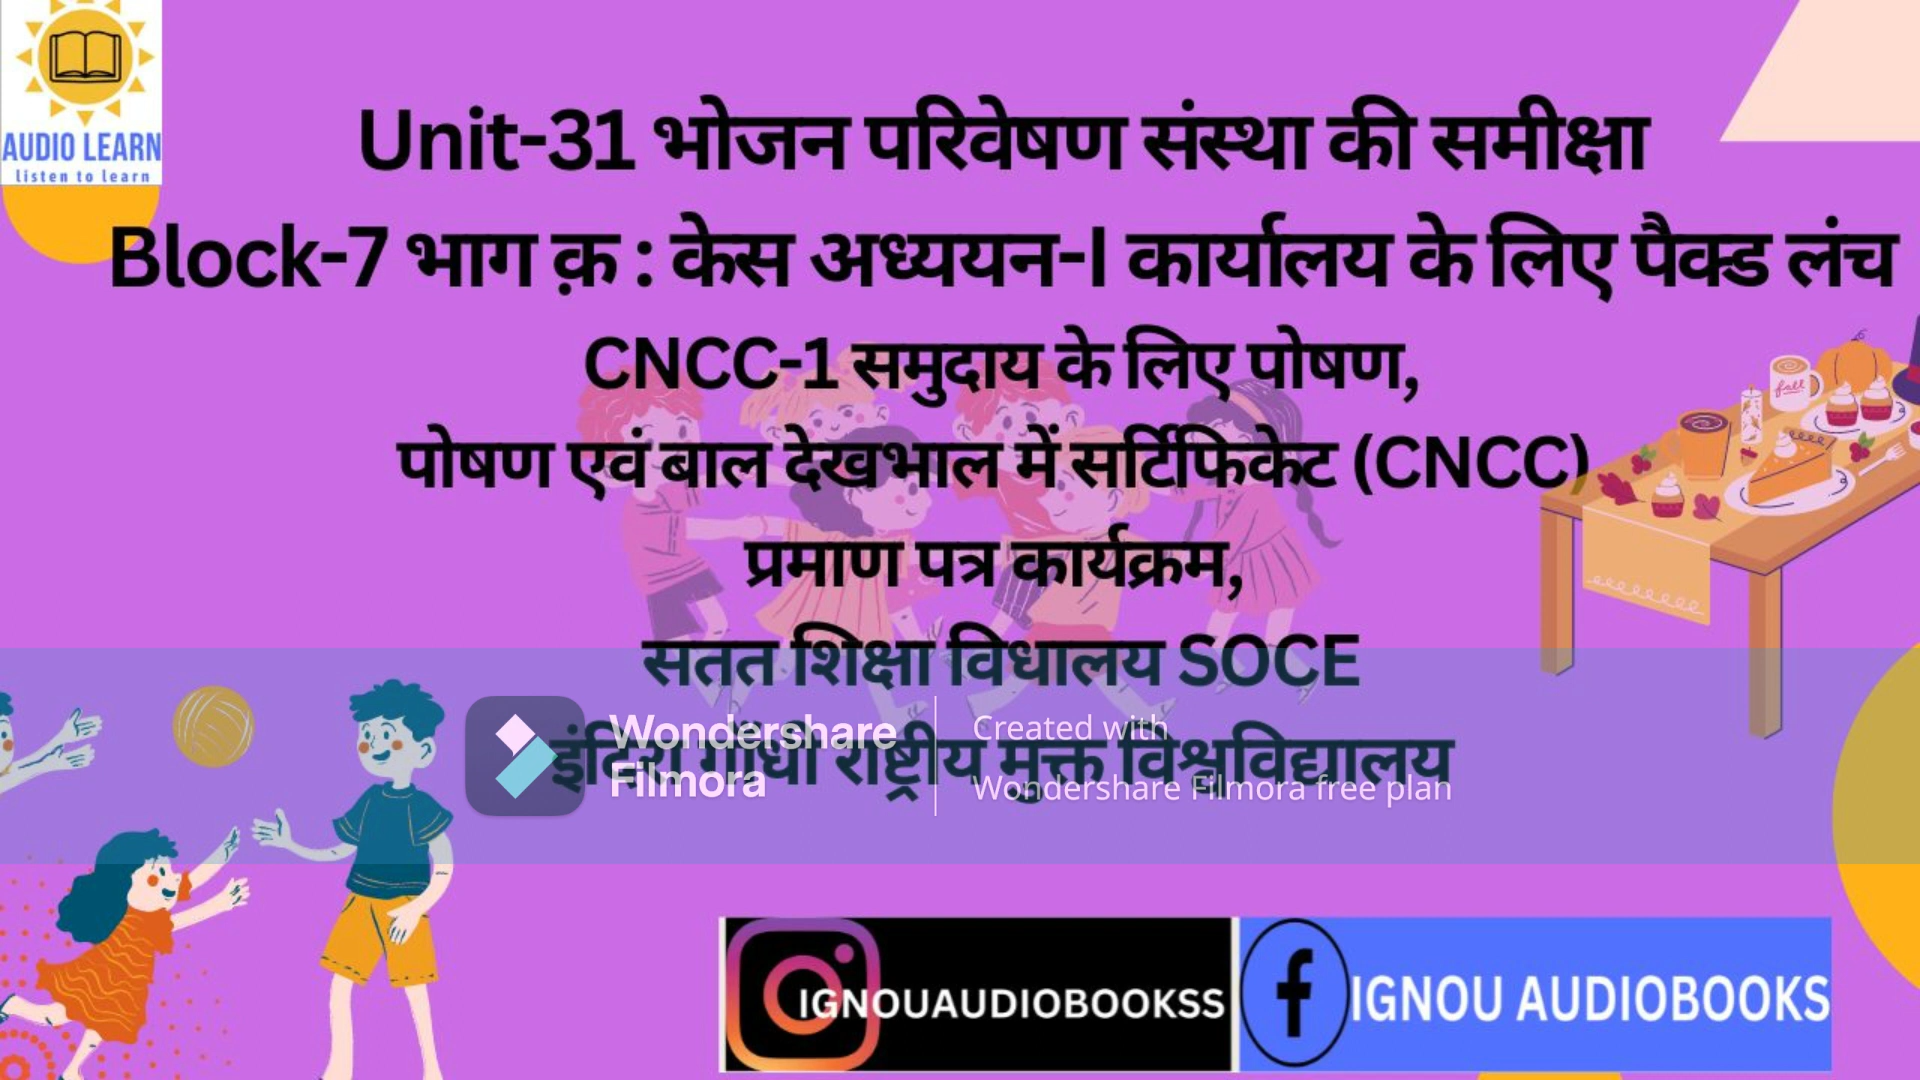 AUDIO LEARN
listen to learn
Unit-31 भोजन परिवेषण संस्था की समीक्षा
Block-7 भाग क़ : केस अध्ययन-I कार्यालय के लिए पैक्ड लंच
CNCC-1 समुदाय के लिए पोषण,
पोषण एवं बाल देखभाल में सर्टिफिकेट (CNCC)
प्रमाण पत्र कार्यक्रम,
सतत शिक्षा विधालय SOCE
इंदिरा गाँधी राष्ट्रीय मुक्त विश्वविद्यालय
Wondershare
Filmora
Created with
Wondershare Filmora free plan
fall
IGNOUAUDIOBOOKSS
IGNOU AUDIOBOOKS